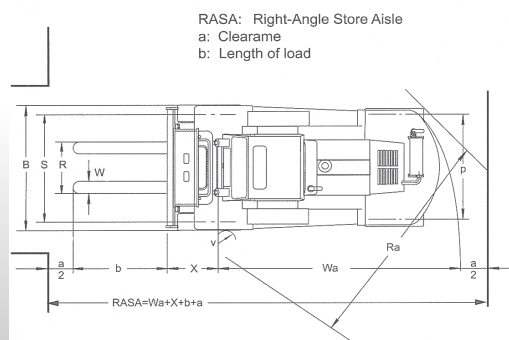 RASA: Right-Angle Store Aisle
a: Clearame
b: Length of load
B
S
R
W
p
v
Ra
a
2
b
X
Wa
a
2
RASA=Wa+X+b+a